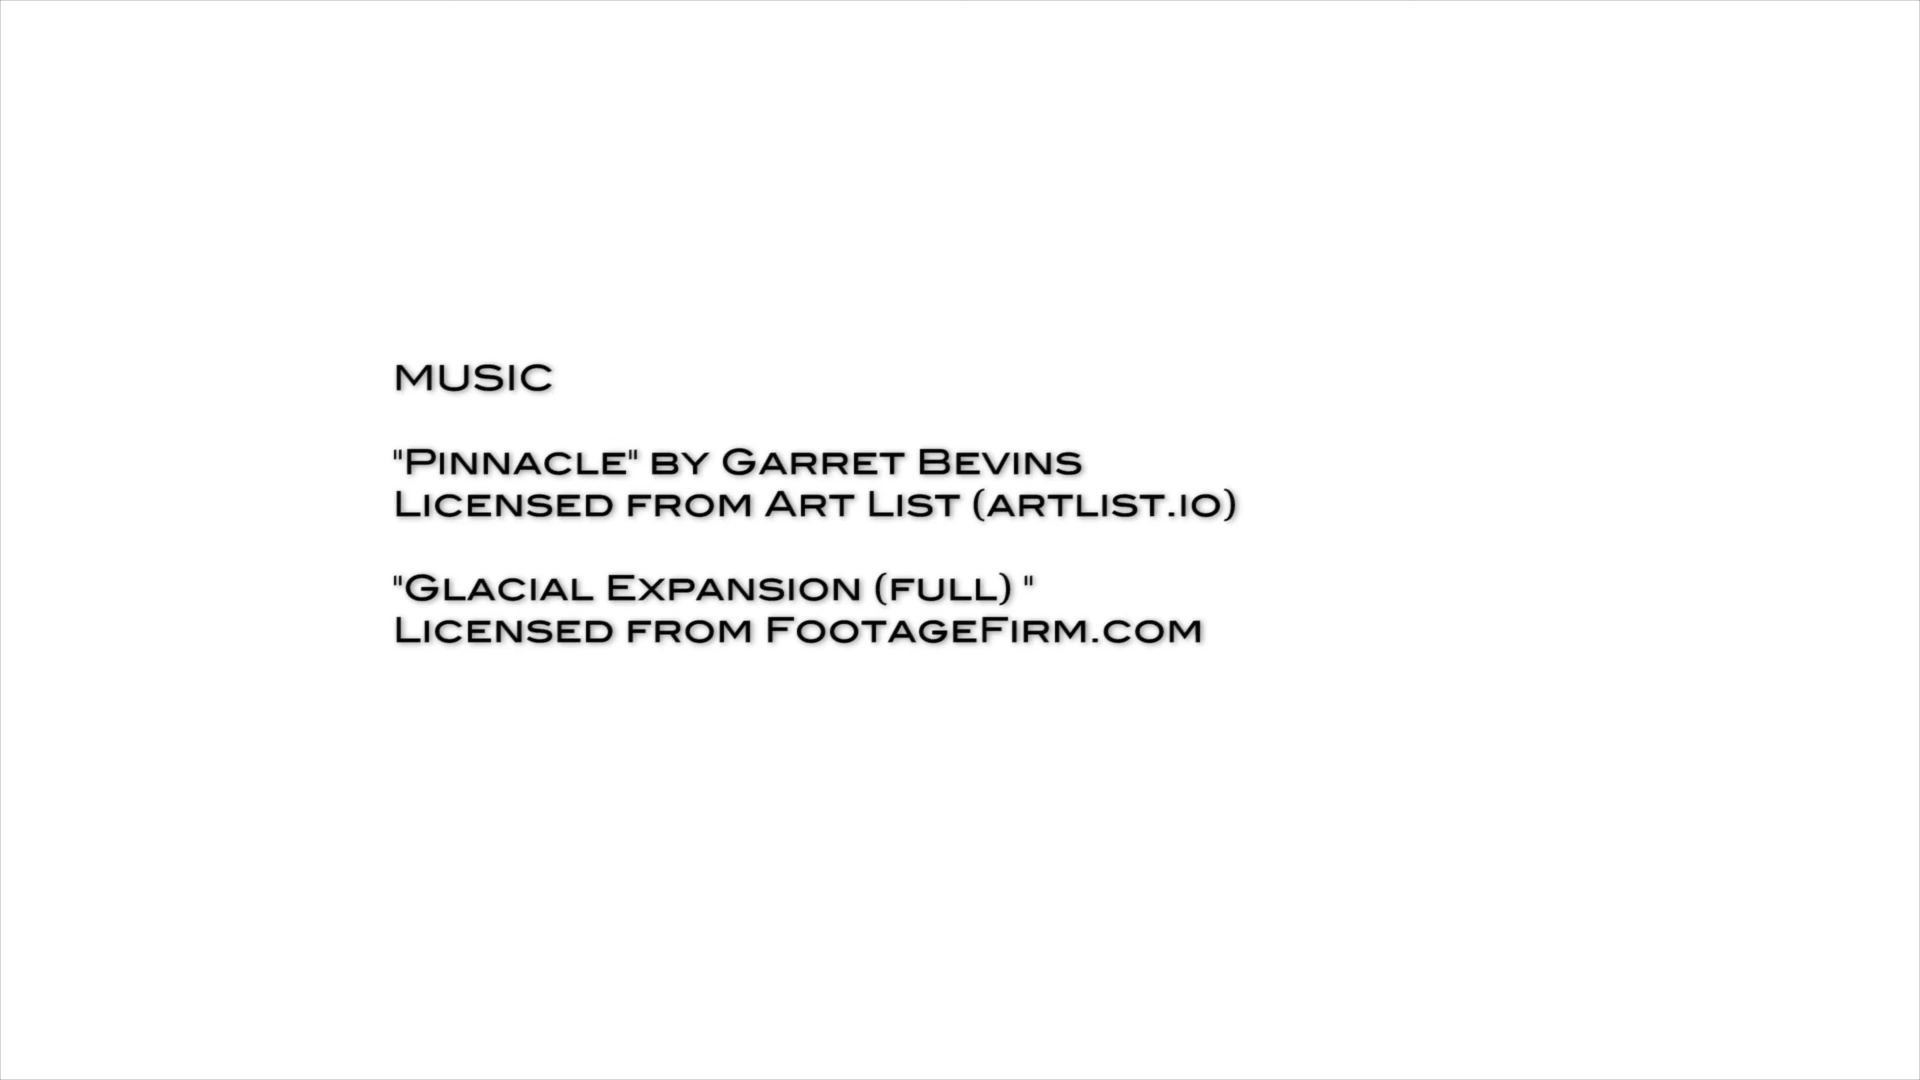 MUSIC
"Pinnacle" by Garret Bevins
Licensed from Art List (artlist.io)
"Glacial Expansion (full) "
Licensed from FootageFirm.com